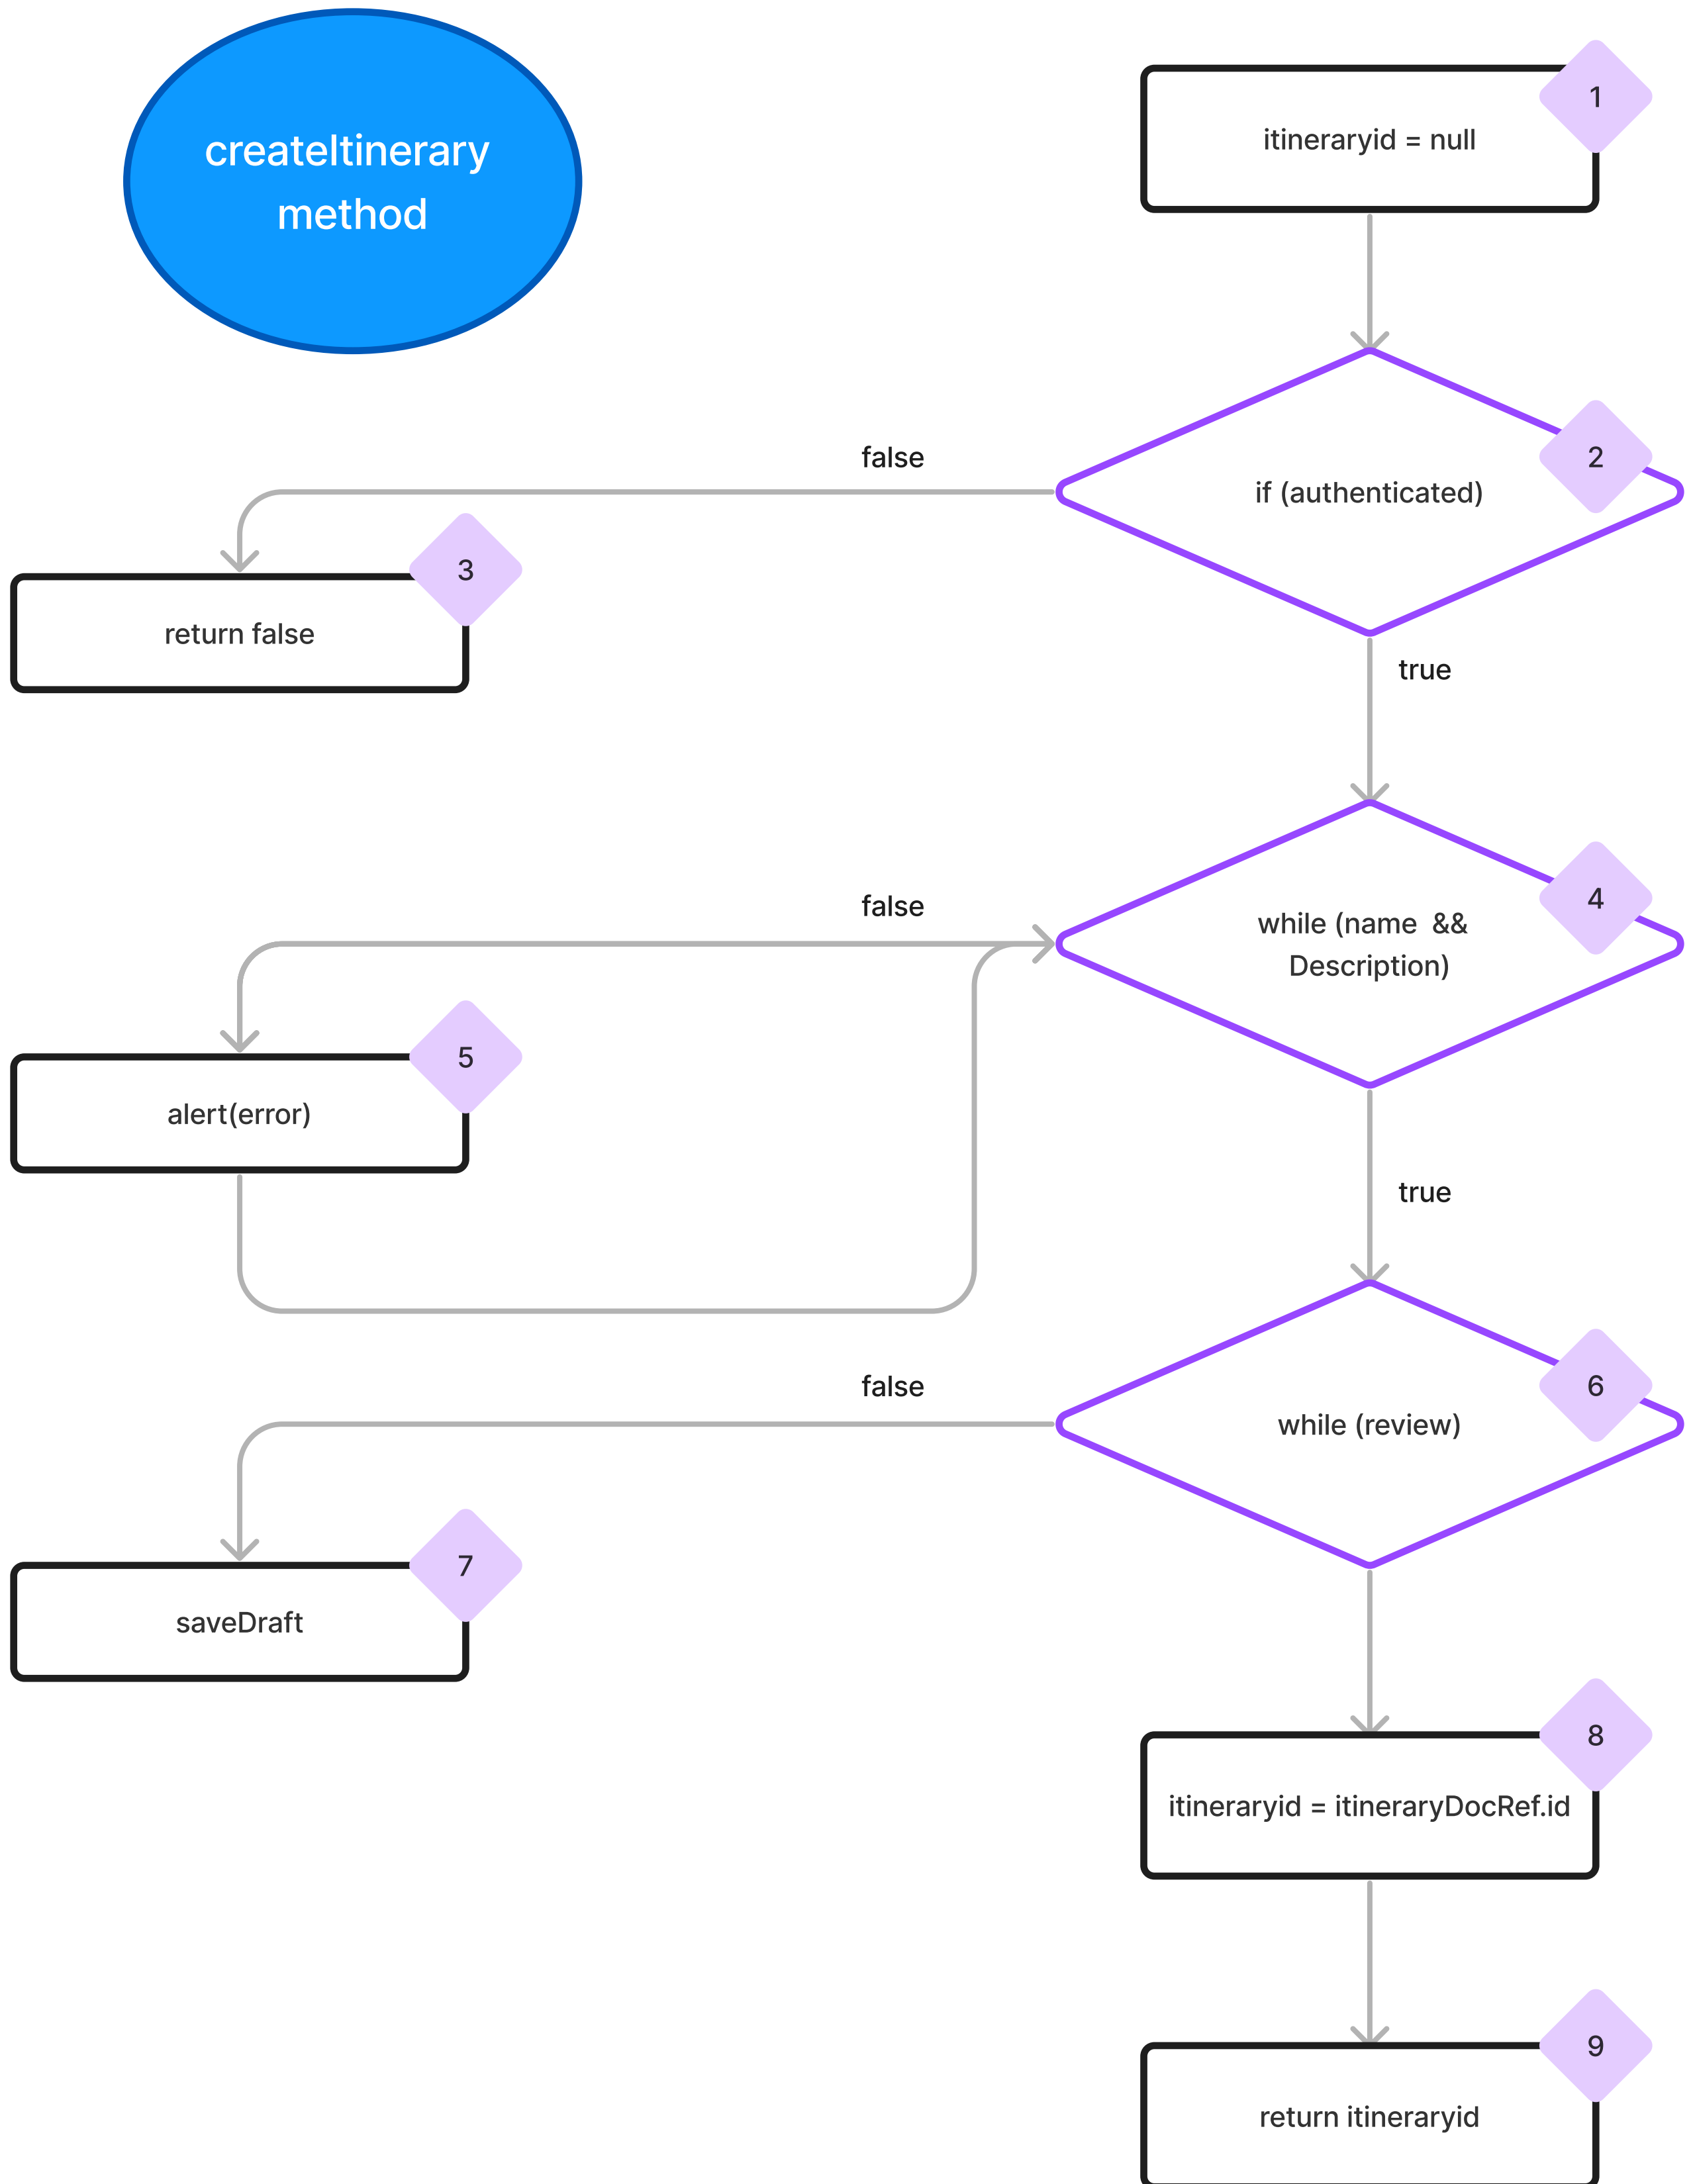 createItinerary
method
1
itineraryid = null
2
if (authenticated)
false
3
return false
true
4
while (name  &&
Description)
false
5
alert(error)
true
6
while (review)
false
7
saveDraft
8
itineraryid = itineraryDocRef.id
9
return itineraryid